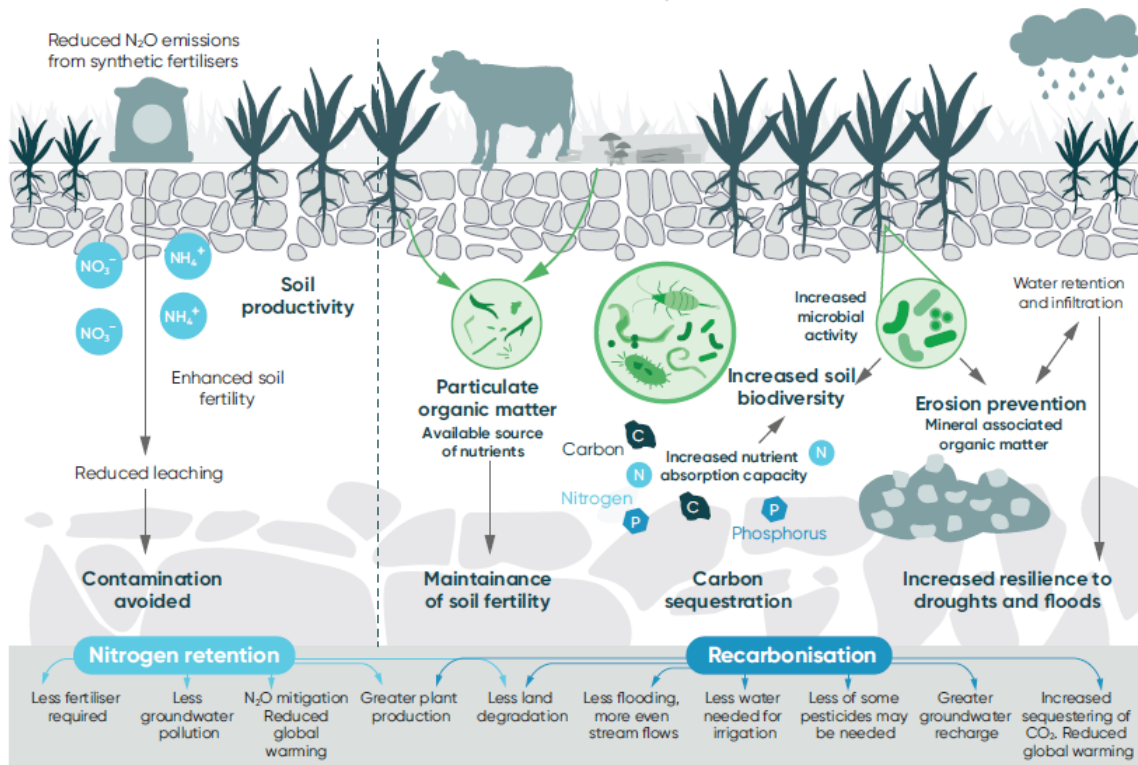 Reduced N₂O emissions
from synthetic fertilisers
NO₃⁻
NH₄⁺
NO₃⁻
NH₄⁺
Soil
productivity
Enhanced soil
fertility
Reduced leaching
Contamination
avoided
Particulate
organic matter
Available source
of nutrients
Maintainance
of soil fertility
Increased
microbial
activity
Increased soil
biodiversity
Carbon
C
N
Nitrogen
P
Increased nutrient
absorption capacity
N
C
P
Phosphorus
Carbon
sequestration
Water retention
and infiltration
Erosion prevention
Mineral associated
organic matter
Increased resilience to
droughts and floods
Nitrogen retention
Recarbonisation
Less fertiliser
required
Less
groundwater
pollution
N₂O mitigation
Reduced
global
warming
Greater plant
production
Less land
degradation
Less flooding,
more even
stream flows
Less water
needed for
irrigation
Less of some
pesticides may
be needed
Greater
groundwater
recharge
Increased
sequestering of
CO₂. Reduced
global warming